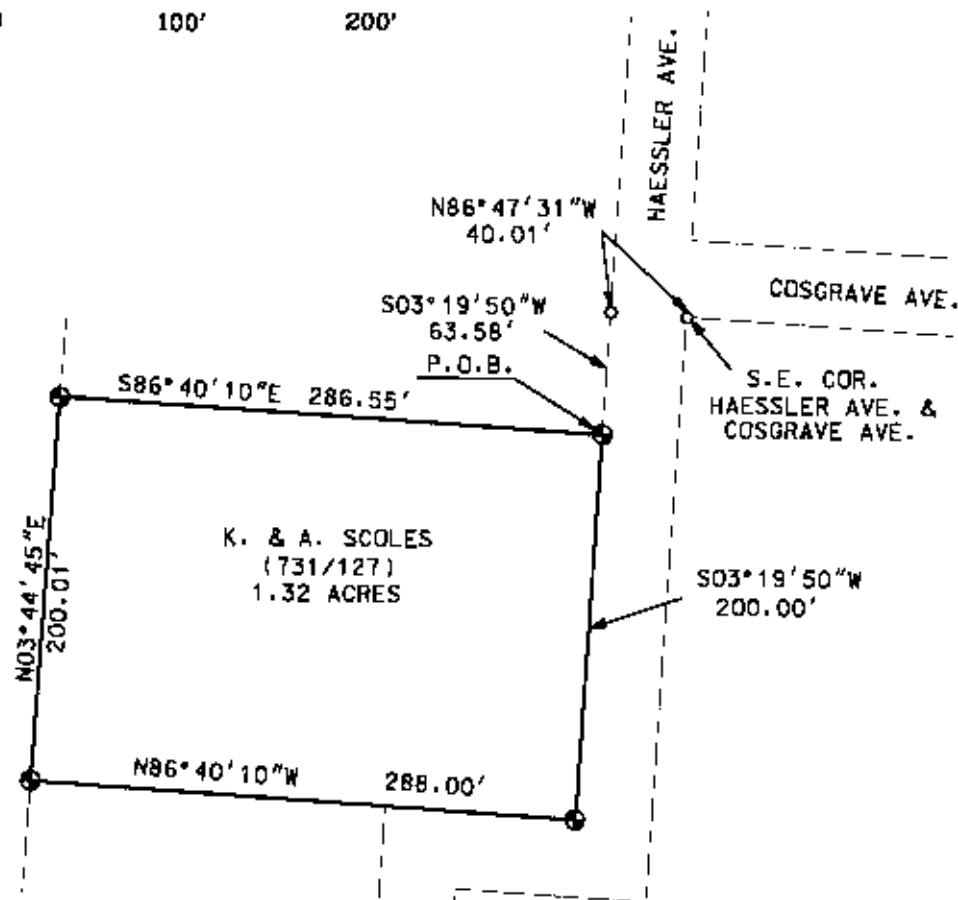 100' 200'
HAESSLER AVE.
N86°47'31"W
40.01'
COSGRAVE AVE.
S03°19'50"W
63.58'
P.O.B.
S.E. COR.
HAESSLER AVE. &
COSGRAVE AVE.
S86°40'10"E 286.55'
K. & A. SCOLES
(731/127)
1.32 ACRES
N03°44'45"E
200.01'
S03°19'50"W
200.00'
N86°40'10"W 288.00'